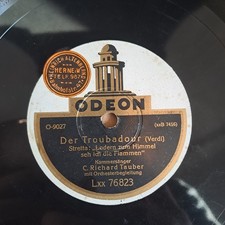 HERNE i/W
ODEON
O-9027
Der Troubadour (Verdi)
Stretta: „Lodern zum Himmel
seh ich die Flammen"
Kammersänger
C. Richard Tauber
mit Orchesterbegleitung
Lxx 76823